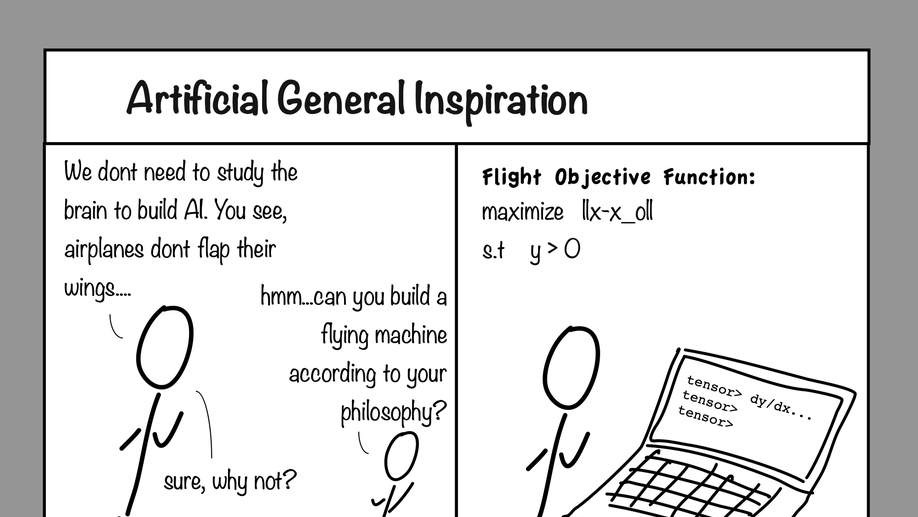 Artificial General Inspiration
We dont need to study the
brain to build AI. You see,
airplanes dont flap their
wings....
hmm...can you build a
flying machine
according to your
philosophy?
sure, why not?
Flight Objective Function:
maximize llx-x_oll
s.t y > 0
tensor> dy/dx...
tensor>
tensor>